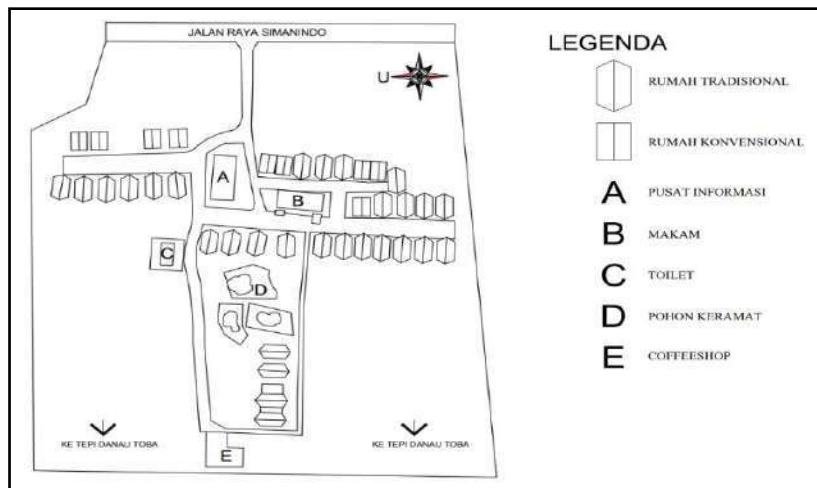 JALAN RAYA SIMANINDO
U
A
B
C
D
KE TEPI DANAU TOBA
KE TEPI DANAU TOBA
E
LEGENDA
RUMAH TRADISIONAL
RUMAH KONVENSIONAL
A PUSAT INFORMASI
B MAKAM
C TOILET
D POHON KERAMAT
E COFFEESHOP